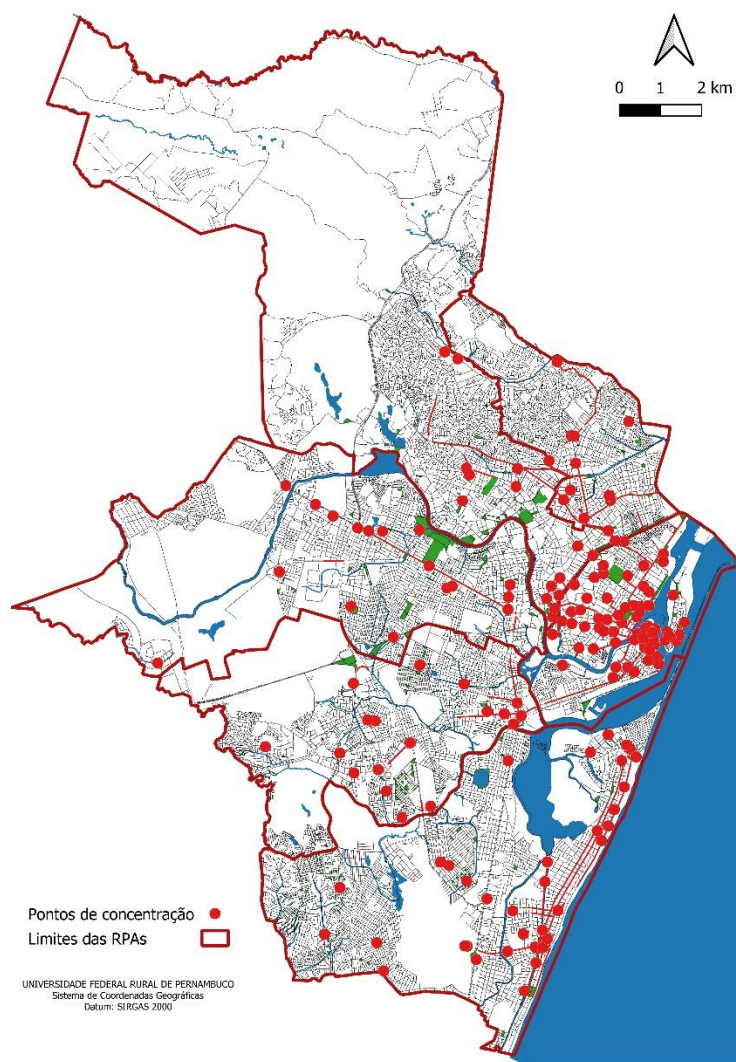 0 1 2 km
Pontos de concentração
Limites das RPAs
UNIVERSIDADE FEDERAL RURAL DE PERNAMBUCO
Sistema de Coordenadas Geográficas
Datum: SIRGAS 2000